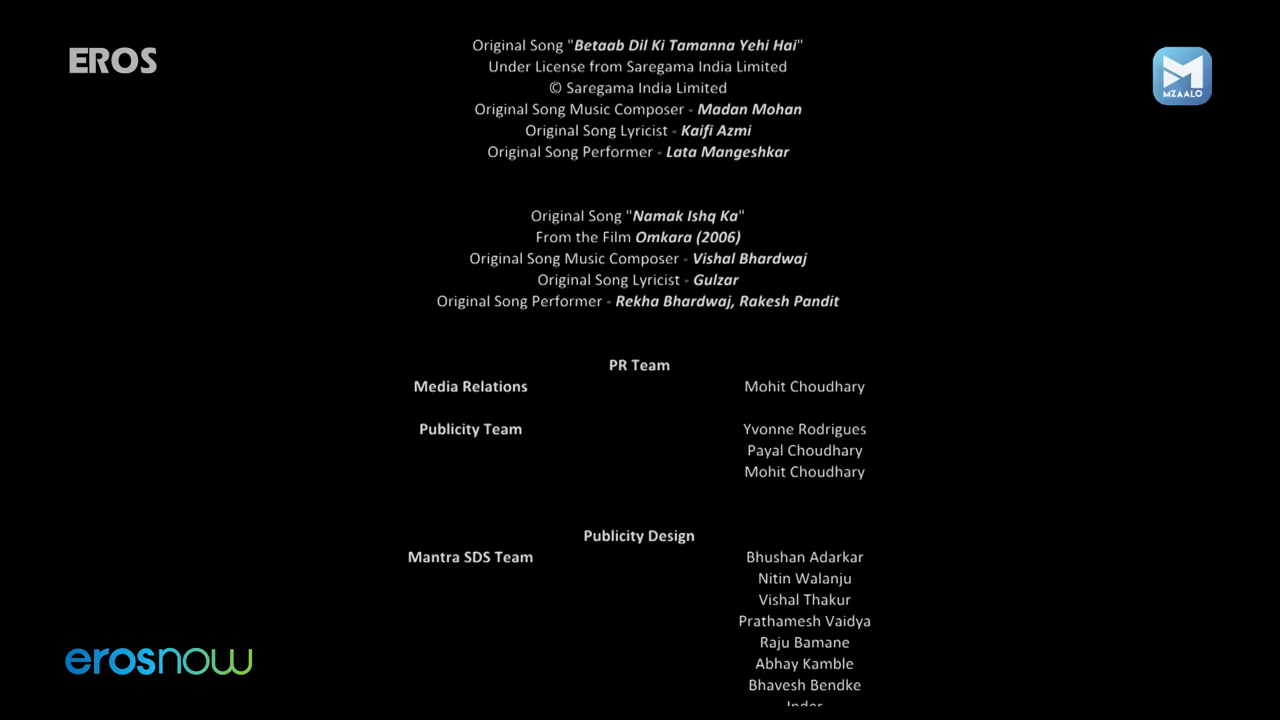 EROS
MZAALO
Original Song "Betaab Dil Ki Tamanna Yehi Hai"
Under License from Saregama India Limited
© Saregama India Limited
Original Song Music Composer - Madan Mohan
Original Song Lyricist - Kaifi Azmi
Original Song Performer - Lata Mangeshkar
Original Song "Namak Ishq Ka"
From the Film Omkara (2006)
Original Song Music Composer - Vishal Bhardwaj
Original Song Lyricist - Gulzar
Original Song Performer - Rekha Bhardwaj, Rakesh Pandit
PR Team
Media Relations Mohit Choudhary
Publicity Team Yvonne Rodrigues
Payal Choudhary
Mohit Choudhary
Publicity Design
Mantra SDS Team Bhushan Adarkar
Nitin Walanju
Vishal Thakur
Prathamesh Vaidya
Raju Bamane
Abhay Kamble
Bhavesh Bendke
erosnow